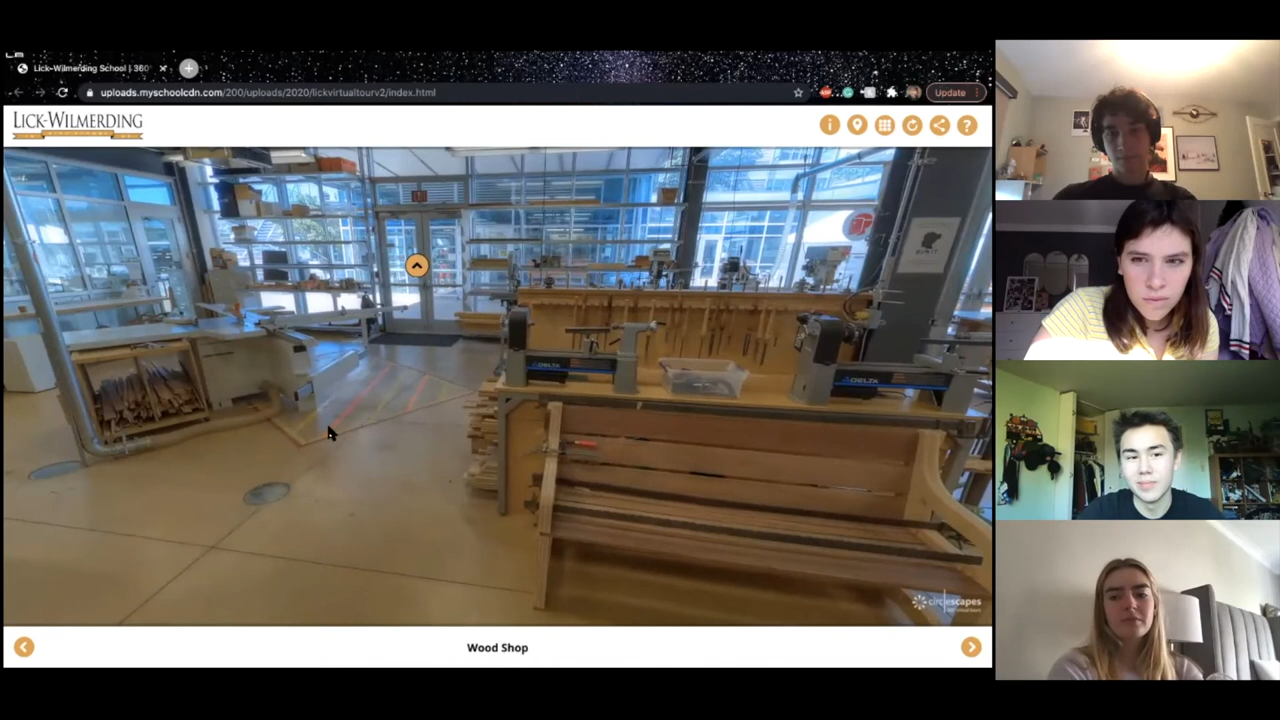 Lick-Wilmerding School | 360°
uploads.myschoolcdn.com/200/uploads/2020/lickvirtualtourv2/index.html
Update
LICK-WILMERDING
DELTA
DELTA
circlescapes
Wood Shop